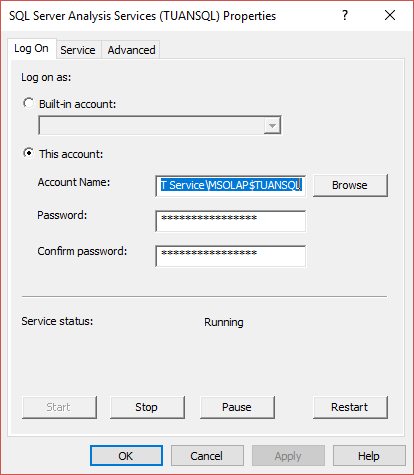 SQL Server Analysis Services (TUANSQL) Properties
Log On Service Advanced
Log on as:
Built-in account:
This account:
Account Name: T Service\MSOLAP$TUANSQL Browse
Password: ****************
Confirm password: ****************
Service status: Running
Start Stop Pause Restart
OK Cancel Apply Help